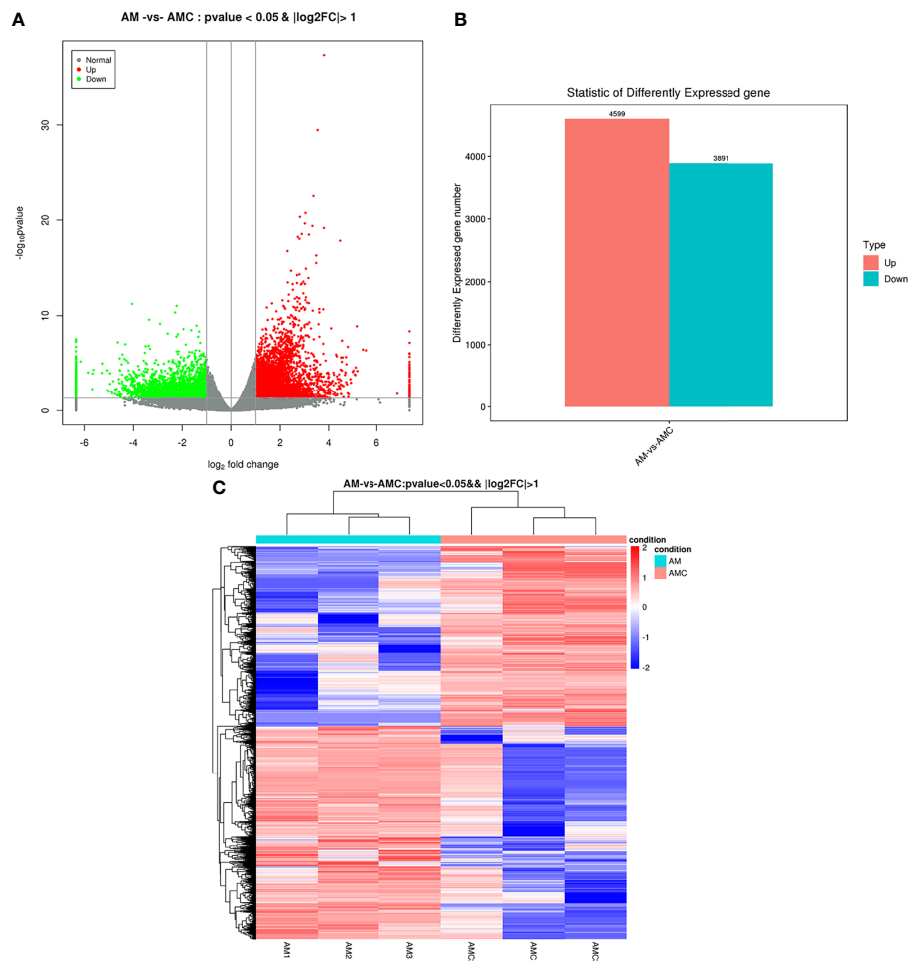 A
AM -vs- AMC : pvalue < 0.05 & |log2FC|> 1
Normal
Up
Down
30
20
10
0
-log10pvalue
-6
-4
-2
0
2
4
6
log2 fold change
B
Statistic of Differently Expressed gene
4599
3891
4000
3000
2000
1000
0
Differently Expressed gene number
AM-vs-AMC
Type
Up
Down
C
AM-vs-AMC:pvalue<0.05&& |log2FC|>1
condition
2
1
0
-1
-2
condition
AM
AMC
AM1
AM2
AM3
AMC
AMC
AMC